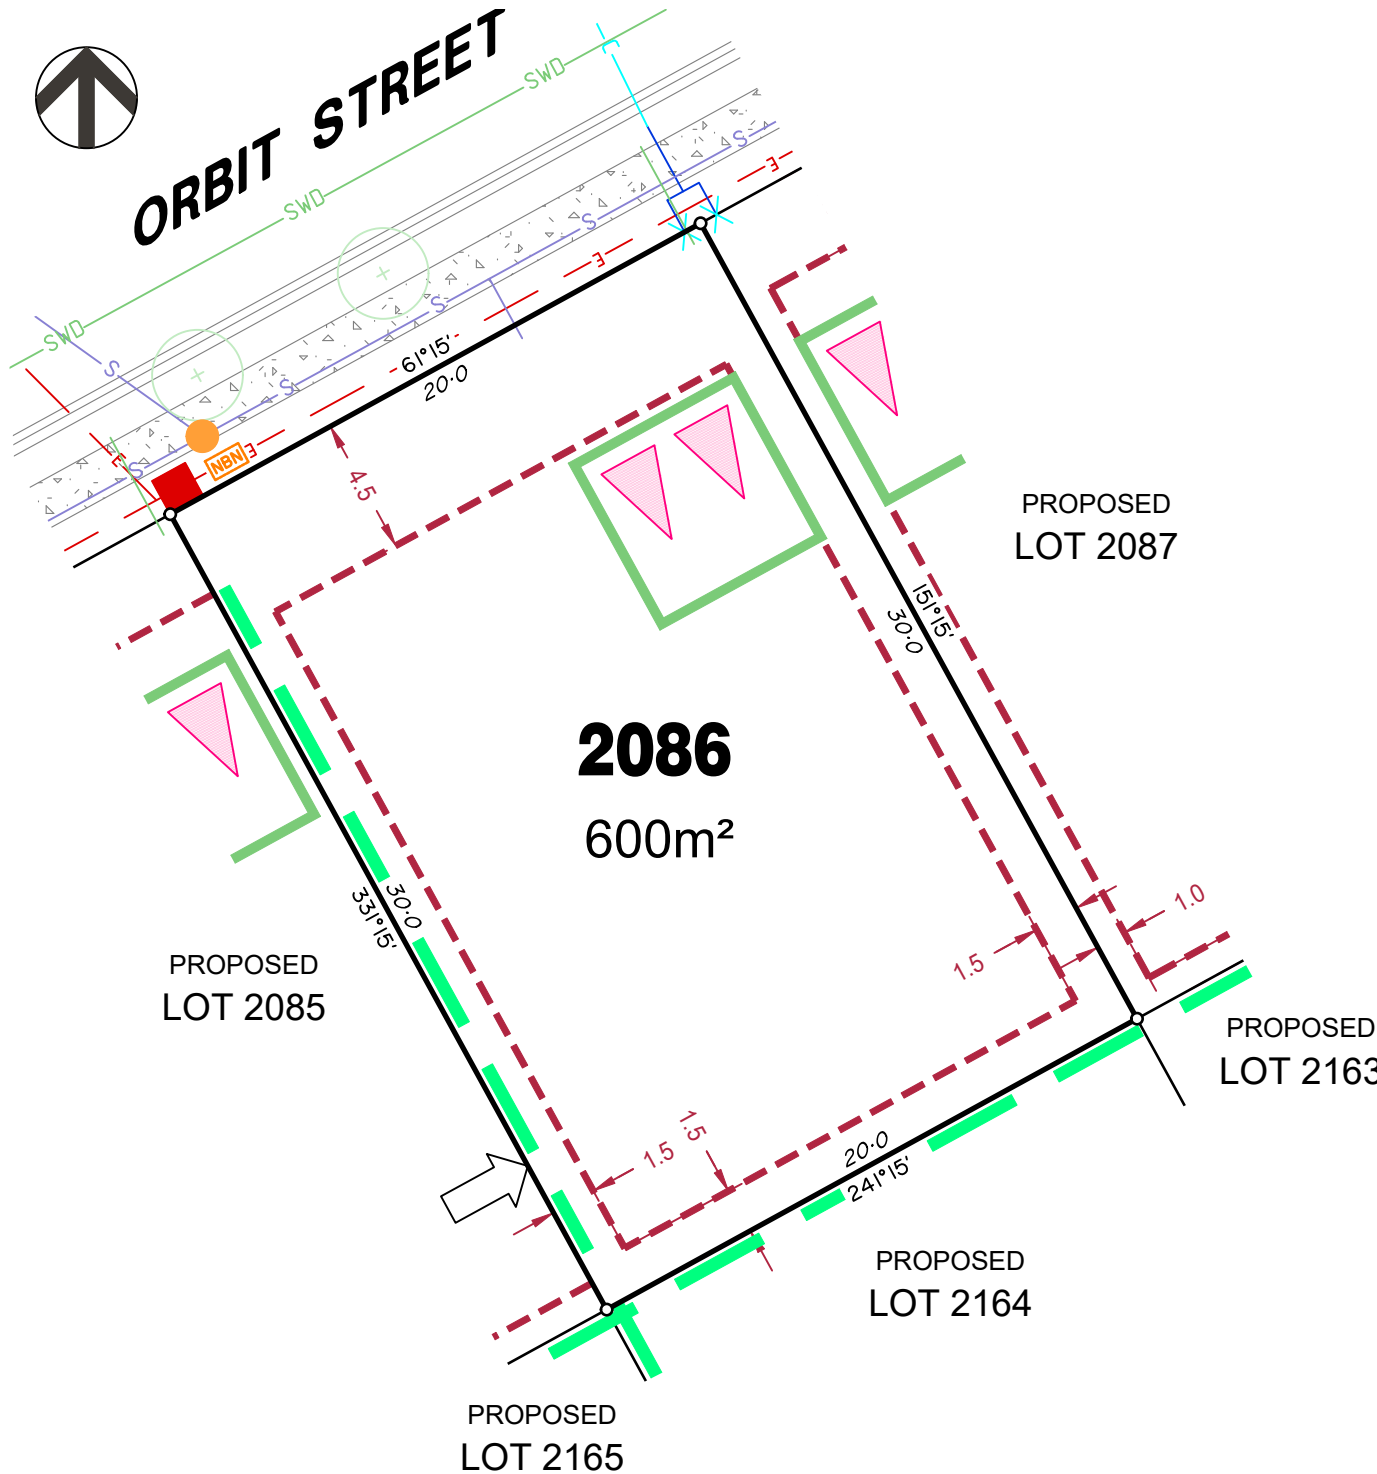 ORBIT STREET
SWD
SWD
SWD
E
S
E
S
E
S
61°15'
20·0
S
S
NBN
E
S
E
4.5
PROPOSED
LOT 2087
151°15'
30·0
2086
600m²
30·0
331°15'
PROPOSED
LOT 2085
1.0
1.5
PROPOSED
LOT 2163
1.5
1.5
20·0
241°15'
PROPOSED
LOT 2164
PROPOSED
LOT 2165